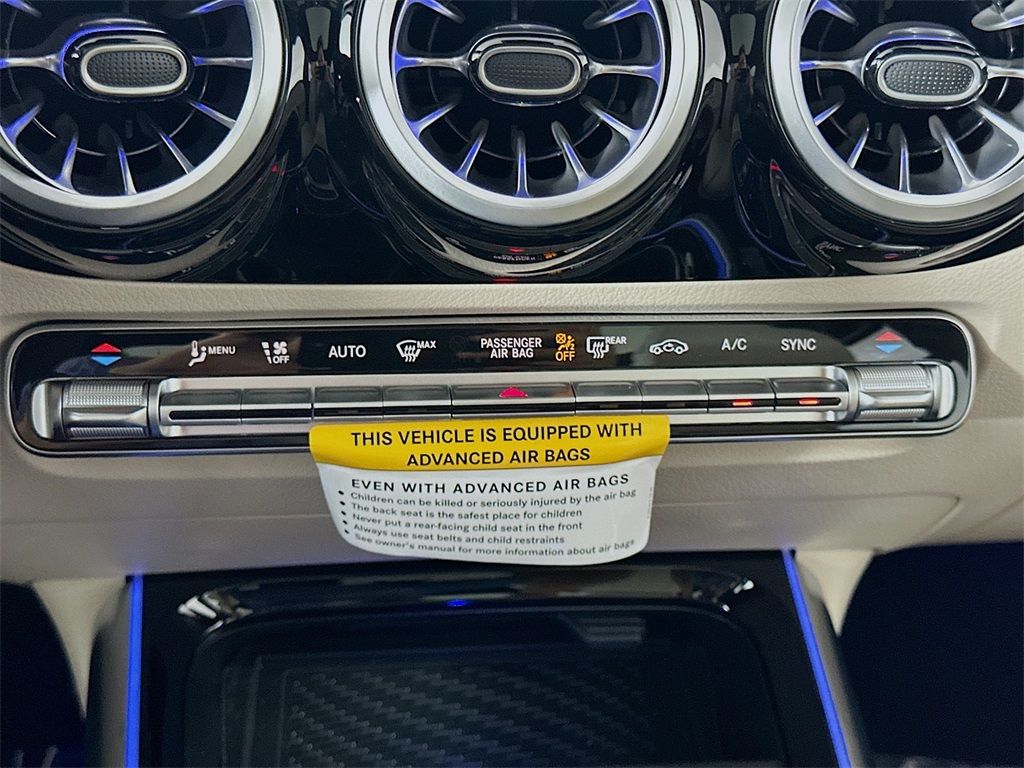 MENU
OFF
AUTO
MAX
PASSENGER
AIR BAG
OFF
REAR
A/C
SYNC
THIS VEHICLE IS EQUIPPED WITH
ADVANCED AIR BAGS
EVEN WITH ADVANCED AIR BAGS
• Children can be killed or seriously injured by the air bag
• The back seat is the safest place for children
• Never put a rear-facing child seat in the front
• Always use seat belts and child restraints
• See owner's manual for more information about air bags